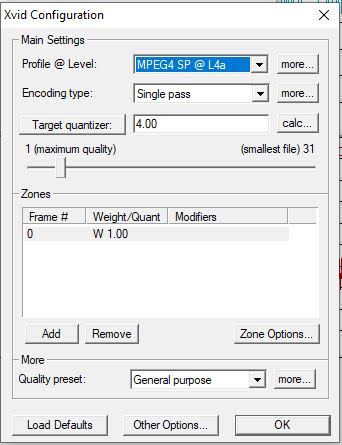 Xvid Configuration
Main Settings
Profile @ Level: MPEG4 SP @ L4a more...
Encoding type: Single pass more...
Target quantizer: 4.00 calc...
1 (maximum quality) (smallest file) 31
Zones
Frame # Weight/Quant Modifiers
0 W 1.00
Add Remove Zone Options...
More
Quality preset: General purpose more...
Load Defaults Other Options... OK